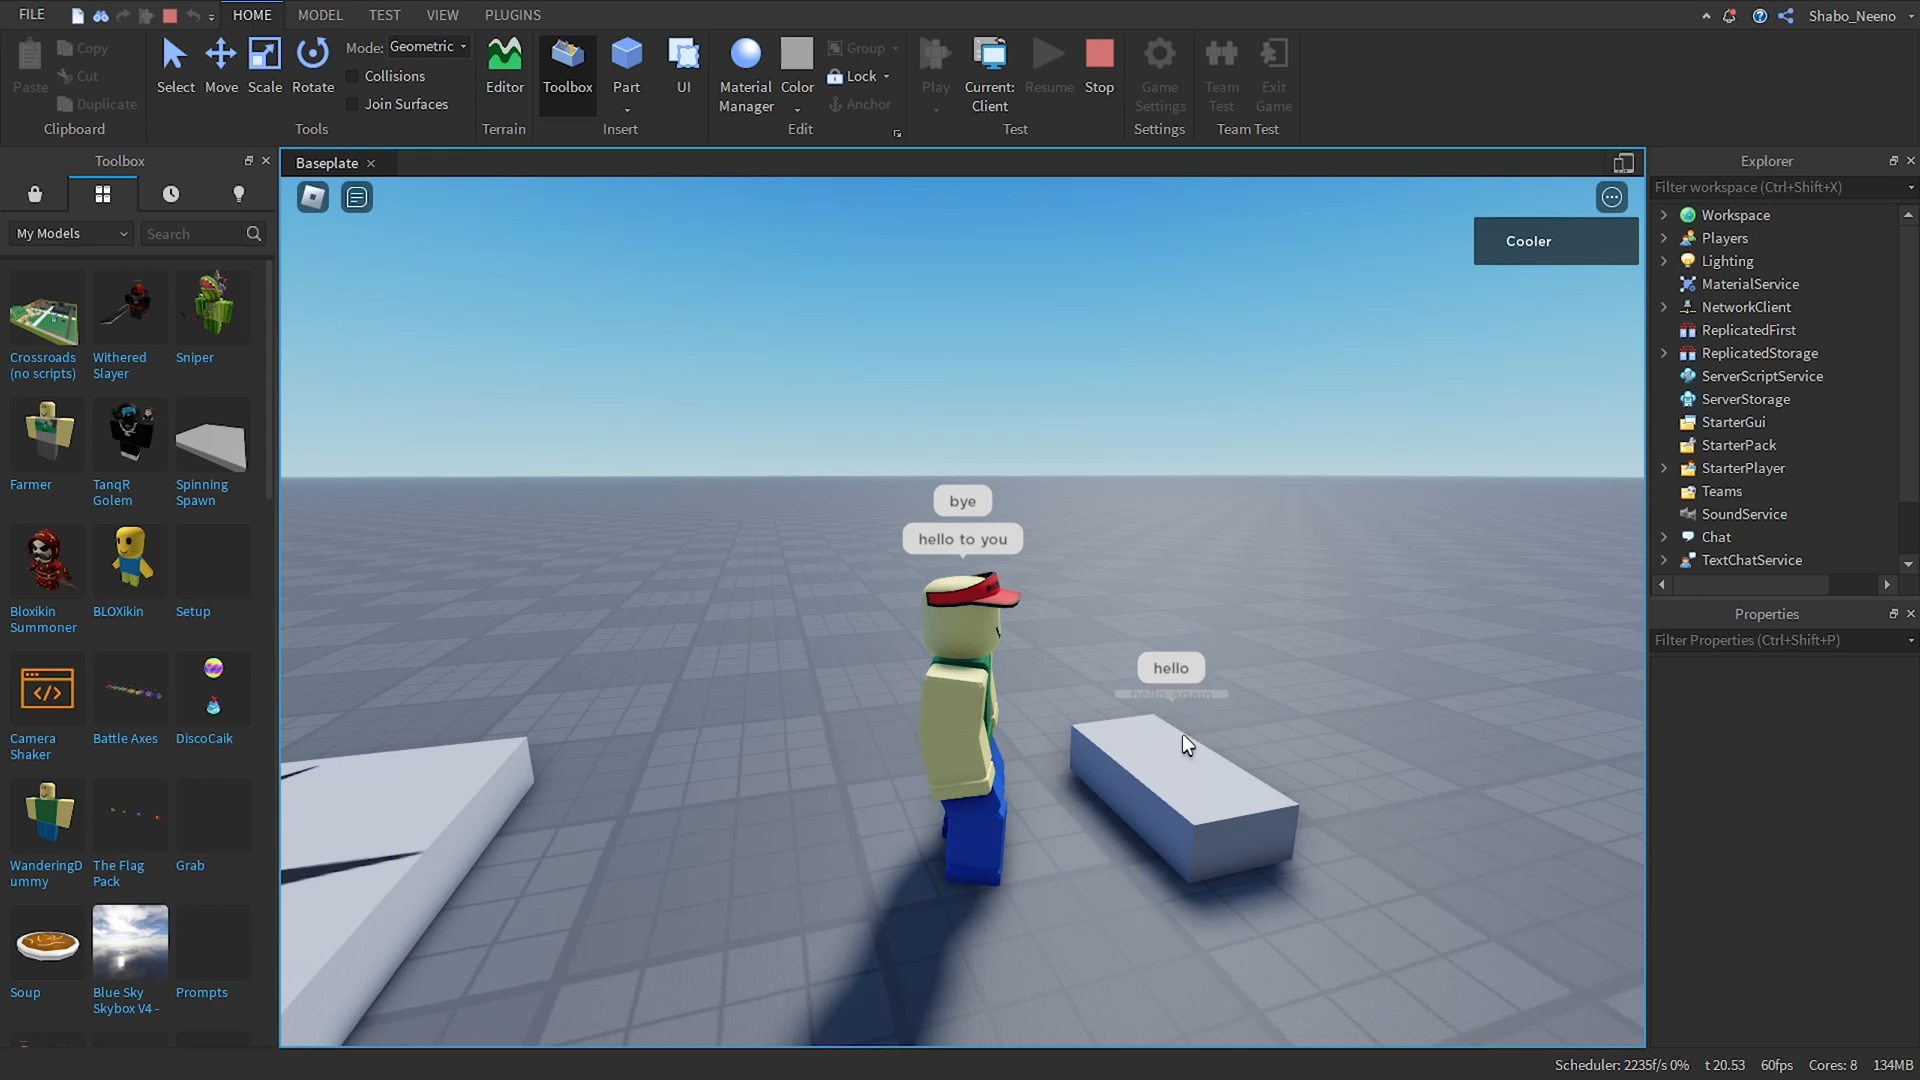 FILE
HOME
MODEL
TEST
VIEW
PLUGINS
Shabo_Neeno
Paste
Copy
Cut
Duplicate
Clipboard
Select
Move
Scale
Rotate
Mode: Geometric
Collisions
Join Surfaces
Tools
Editor
Terrain
Toolbox
Part
UI
Insert
Material
Manager
Color
Group
Lock
Anchor
Edit
Play
Current:
Client
Resume
Stop
Test
Game
Settings
Settings
Team
Test
Exit
Game
Team Test
Toolbox
My Models
Search
Crossroads
(no scripts)
Withered
Slayer
Sniper
Farmer
TanqR
Golem
Spinning
Spawn
Bloxikin
Summoner
BLOXikin
Setup
Camera
Shaker
Battle Axes
DiscoCaik
WanderingD
ummy
The Flag
Pack
Grab
Soup
Blue Sky
Skybox V4 -
Prompts
Baseplate
Cooler
bye
hello to you
hello
hello again
Explorer
Filter workspace (Ctrl+Shift+X)
Workspace
Players
Lighting
MaterialService
NetworkClient
ReplicatedFirst
ReplicatedStorage
ServerScriptService
ServerStorage
StarterGui
StarterPack
StarterPlayer
Teams
SoundService
Chat
TextChatService
Properties
Filter Properties (Ctrl+Shift+P)
Scheduler: 2235f/s 0%
t 20.53
60fps
Cores: 8
134MB